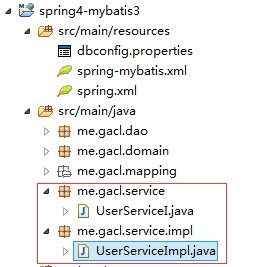 spring4-mybatis3
src/main/resources
dbconfig.properties
spring-mybatis.xml
spring.xml
src/main/java
me.gacl.dao
me.gacl.domain
me.gacl.mapping
me.gacl.service
UserServiceI.java
me.gacl.service.impl
UserServiceImpl.java